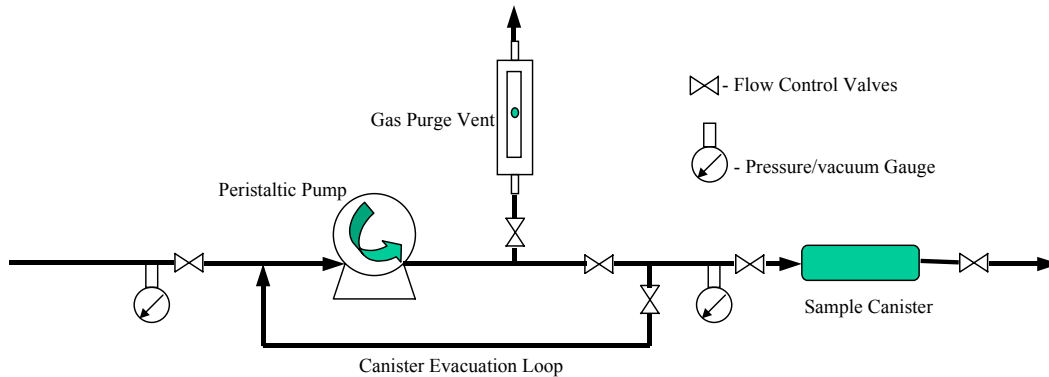 - Flow Control Valves
Gas Purge Vent
- Pressure/vacuum Gauge
Peristaltic Pump
Sample Canister
Canister Evacuation Loop